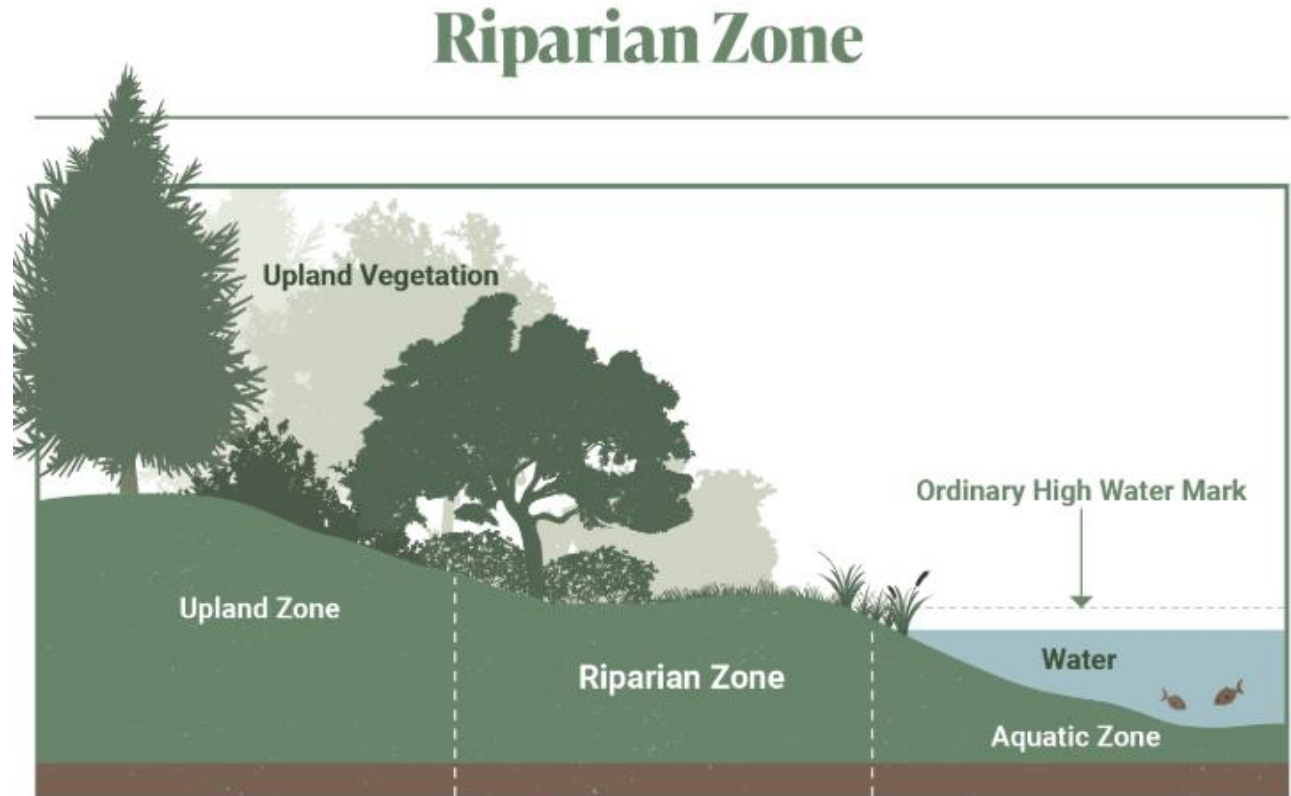 Riparian Zone
Upland Vegetation
Ordinary High Water Mark
Upland Zone
Water
Riparian Zone
Aquatic Zone